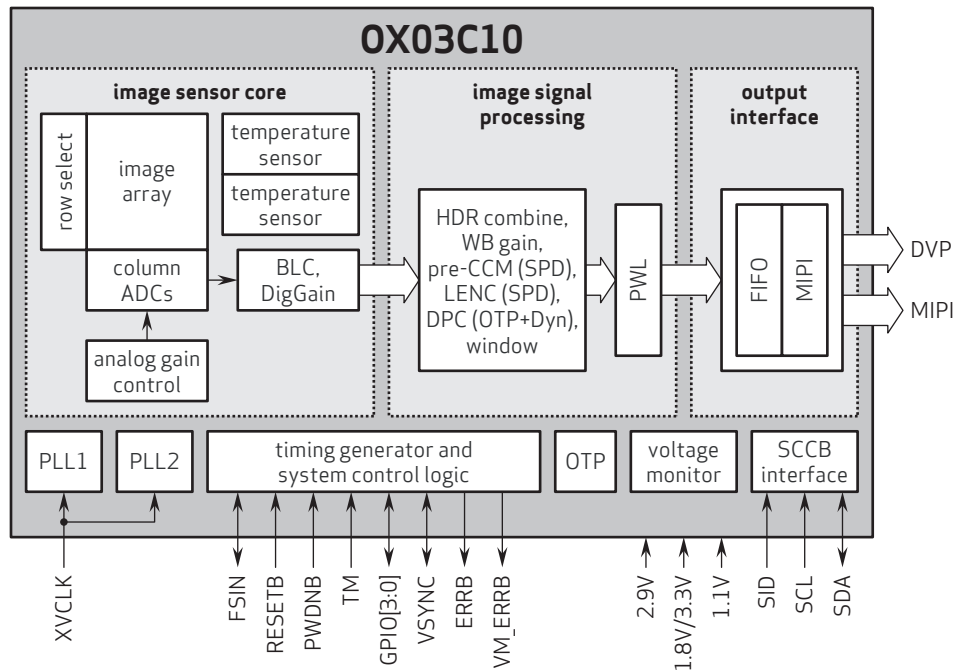 OX03C10
image sensor core
image signal
processing
output
interface
row select
image
array
temperature
sensor
temperature
sensor
column
ADCs
BLC,
DigGain
analog gain
control
HDR combine,
WB gain,
pre-CCM (SPD),
LENC (SPD),
DPC (OTP+Dyn),
window
PWL
FIFO
MIPI
DVP
MIPI
PLL1
PLL2
timing generator and
system control logic
OTP
voltage
monitor
SCCB
interface
XVCLK
FSIN
RESETB
PWDNB
TM
GPIO[3:0]
VSYNC
ERRB
VM_ERRB
2.9V
1.8V/3.3V
1.1V
SID
SCL
SDA